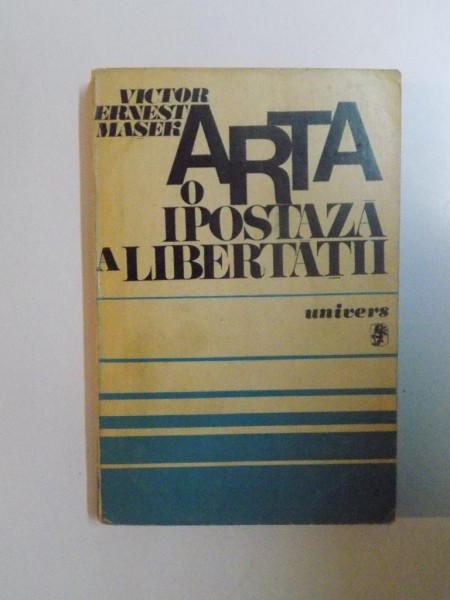 VICTOR
ERNEST
MAȘEK
ARTA
O
IPOSTAZĂ
A LIBERTĂȚII
univers